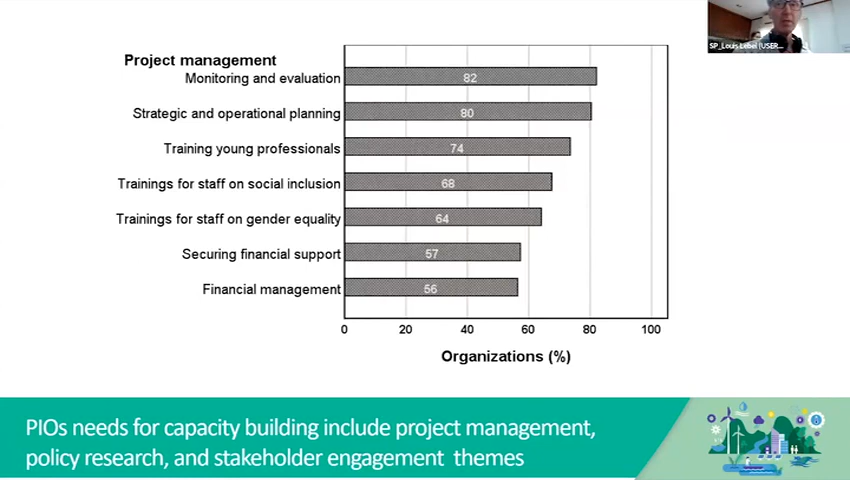 SP_Louis Lebel (USER...
Project management
Monitoring and evaluation 82
Strategic and operational planning 80
Training young professionals 74
Trainings for staff on social inclusion 68
Trainings for staff on gender equality 64
Securing financial support 57
Financial management 56
0 20 40 60 80 100
Organizations (%)
PIOs needs for capacity building include project management,
policy research, and stakeholder engagement themes